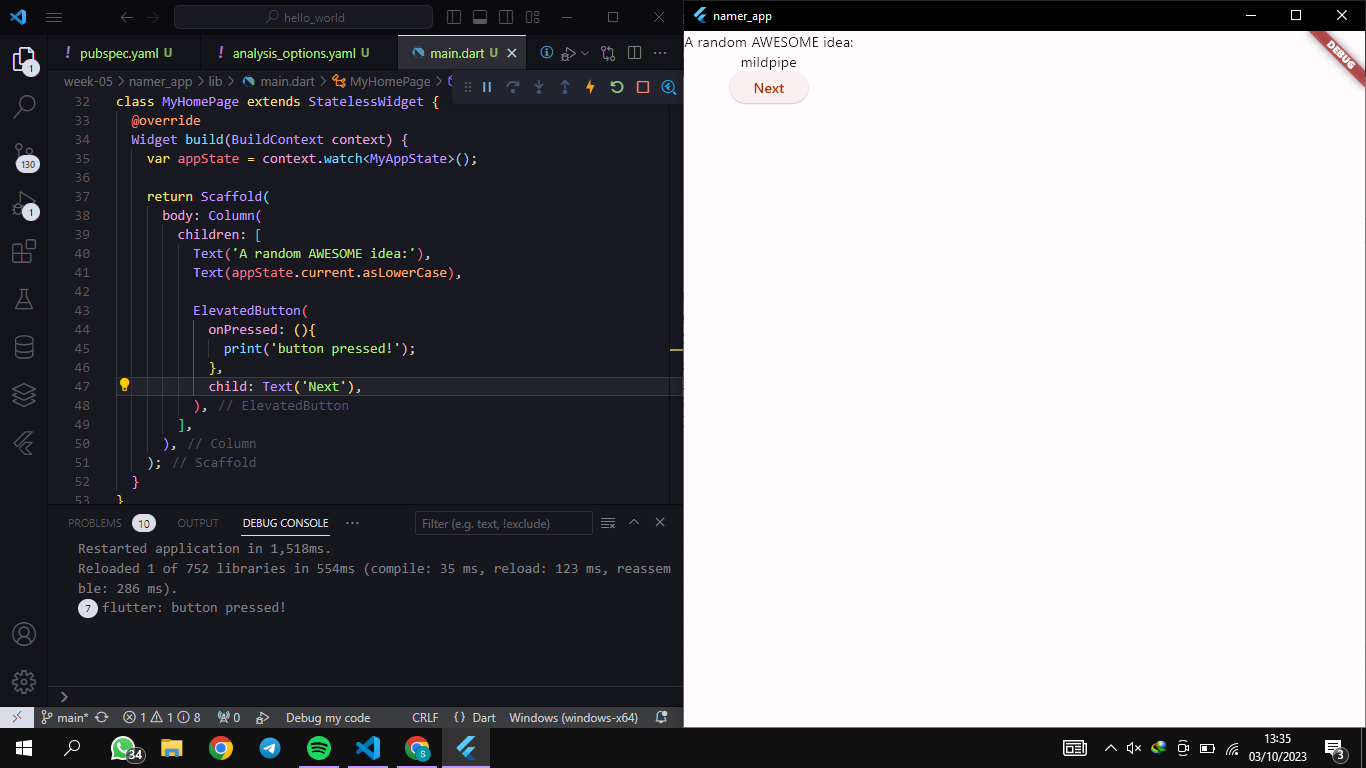 hello_world
pubspec.yaml U
analysis_options.yaml U
main.dart U
week-05 > namer_app > lib > main.dart > MyHomePage >
32 class MyHomePage extends StatelessWidget {
33 @override
34 Widget build(BuildContext context) {
35 var appState = context.watch<MyAppState>();
36
37 return Scaffold(
38 body: Column(
39 children: [
40 Text('A random AWESOME idea:'),
41 Text(appState.current.asLowerCase),
42
43 ElevatedButton(
44 onPressed: (){
45 print('button pressed!');
46 },
47 child: Text('Next'),
48 ), // ElevatedButton
49 ],
50 ), // Column
51 ); // Scaffold
52 }
53 }
1
130
1
PROBLEMS 10 OUTPUT DEBUG CONSOLE ··· Filter (e.g. text, !exclude)
Restarted application in 1,518ms.
Reloaded 1 of 752 libraries in 554ms (compile: 35 ms, reload: 123 ms, reassem
ble: 286 ms).
7 flutter: button pressed!
main* 1 1 8 0 Debug my code CRLF {} Dart Windows (windows-x64)
namer_app
A random AWESOME idea:
mildpipe
Next
DEBUG
34
S
13:35
03/10/2023
3